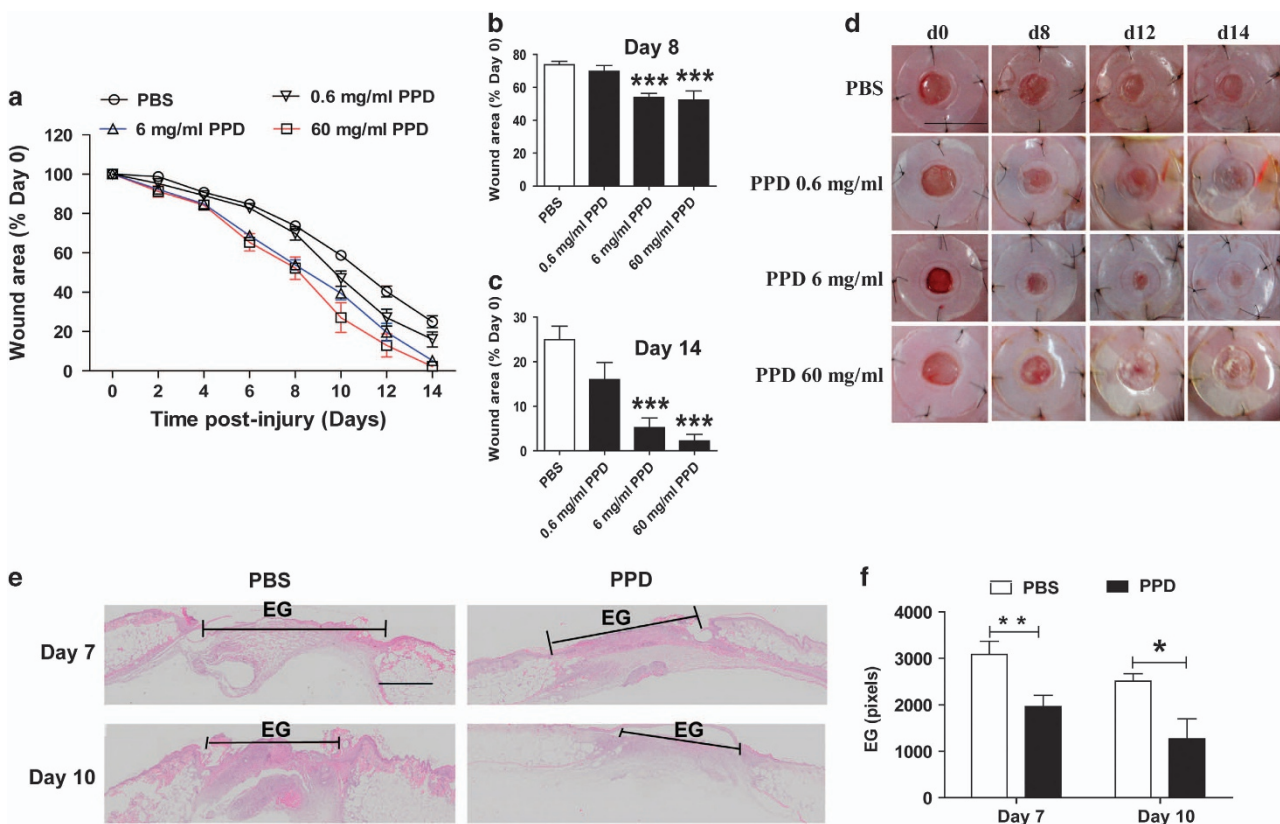 a
PBS
0.6 mg/ml PPD
6 mg/ml PPD
60 mg/ml PPD
Wound area (% Day 0)
120
100
80
60
40
20
0
0 2 4 6 8 10 12 14
Time post-injury (Days)
b
Day 8
Wound area (% Day 0)
80
60
40
20
0
*** ***
PBS
0.6 mg/ml PPD
6 mg/ml PPD
60 mg/ml PPD
c
Day 14
Wound area (% Day 0)
30
20
10
0
*** ***
PBS
0.6 mg/ml PPD
6 mg/ml PPD
60 mg/ml PPD
d
d0 d8 d12 d14
PBS
PPD 0.6 mg/ml
PPD 6 mg/ml
PPD 60 mg/ml
e
PBS PPD
Day 7
EG EG
Day 10
EG EG
f
PBS PPD
EG (pixels)
4000
3000
2000
1000
0
** *
Day 7 Day 10